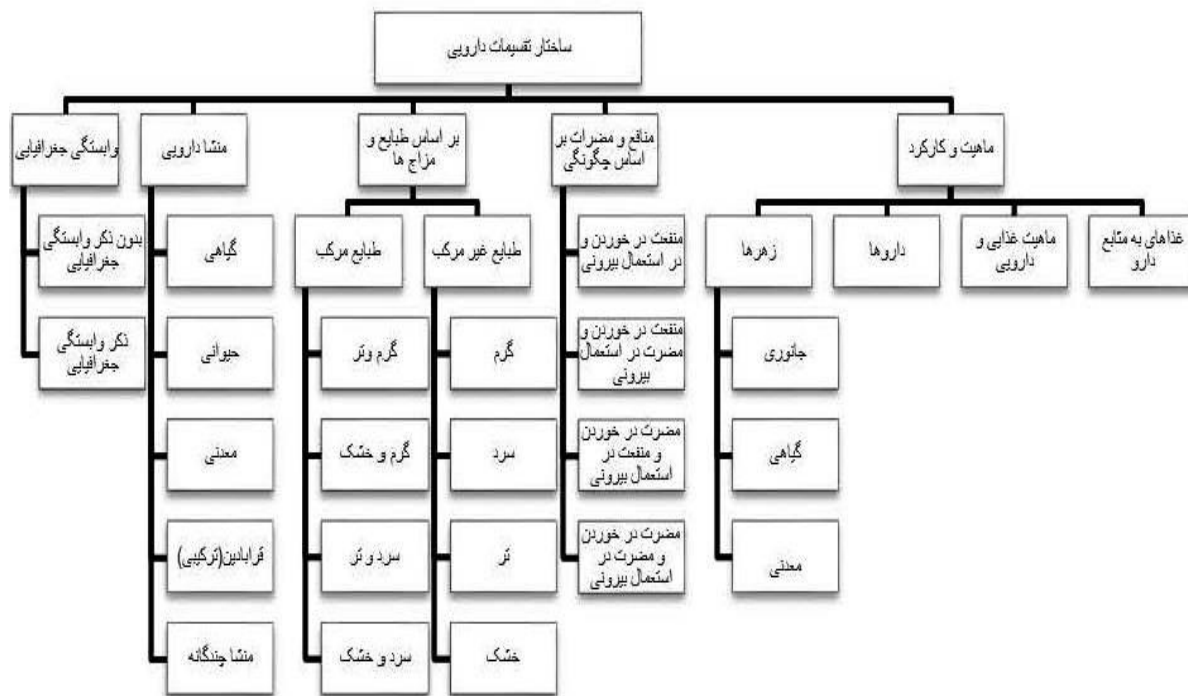 ساختار تقسیمات دارویی
ماهیت و کارکرد
منافع و مضرات بر
اساس چگونگی
بر اساس طبایع و
مزاج ها
منشا دارویی
وابستگی جغرافیایی
غذاهای به مثابع
دارو
ماهیت غذایی و
دارویی
داروها
زهرها
جانوری
گیاهی
معدنی
منفعت در خوردن و
در استعمال بیرونی
منفعت در خوردن و
مضرت در استعمال
بیرونی
مضرت در خوردن
و منفعت در
استعمال بیرونی
مضرت در خوردن
و مضرت در
استعمال بیرونی
طبایع غیر مرکب
گرم
سرد
تر
خشک
طبایع مرکب
گرم وتر
گرم و خشک
سرد و تر
سرد و خشک
گیاهی
حیوانی
معدنی
قرابادین(ترکیبی)
منشا چندگانه
بدون ذکر وابستگی
جغرافیایی
ذکر وابستگی
جغرافیایی